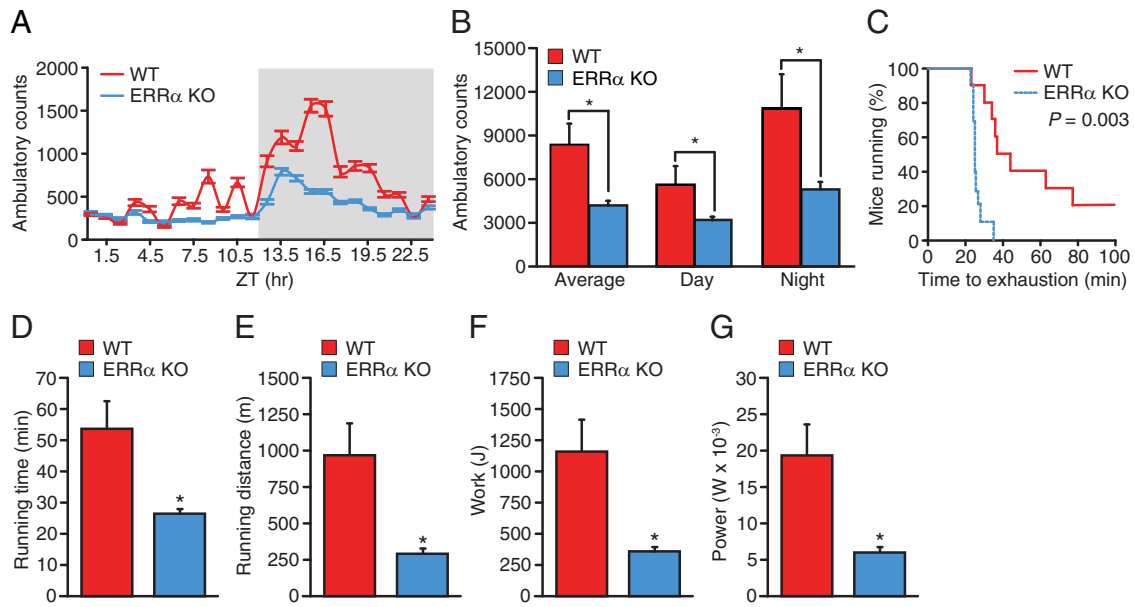 A
Ambulatory counts
WT
ERRα KO
2000
1500
1000
500
0
1.5 4.5 7.5 10.5 13.5 16.5 19.5 22.5
ZT (hr)
B
Ambulatory counts
WT
ERRα KO
15000
12000
9000
6000
3000
0
* * *
Average Day Night
C
Mice running (%)
WT
ERRα KO
P = 0.003
100
80
60
40
20
0
0 20 40 60 80 100
Time to exhaustion (min)
D
WT
ERRα KO
Running time (min)
70
60
50
40
30
20
10
0
*
E
WT
ERRα KO
Running distance (m)
1500
1250
1000
750
500
250
0
*
F
WT
ERRα KO
Work (J)
1750
1500
1250
1000
750
500
250
0
*
G
WT
ERRα KO
Power (W x 10-3)
30
25
20
15
10
5
0
*